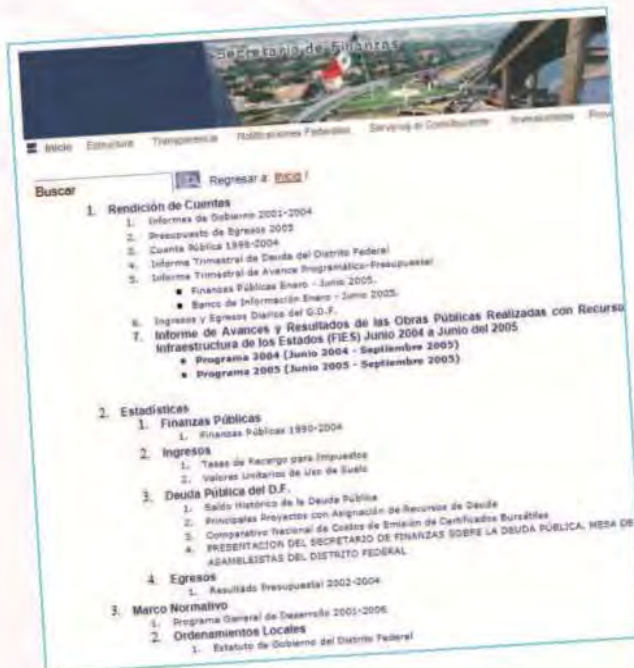 Secretaría de Finanzas
Inicio Estructura Transparencia Notificaciones Federales Servicios al Contribuyente Inversionistas Prov
Buscar Regresar a: Inicio /
1. Rendición de Cuentas
1. Informes de Gobierno 2001-2004
2. Presupuesto de Egresos 2005
3. Cuenta Pública 1998-2004
4. Informe Trimestral de Deuda del Distrito Federal
5. Informe Trimestral de Avance Programático-Presupuestal
■ Finanzas Públicas Enero - Junio 2005.
■ Banco de Información Enero - Junio 2005.
6. Ingresos y Egresos Diarios del G.D.F.
7. Informe de Avances y Resultados de las Obras Públicas Realizadas con Recurso
Infraestructura de los Estados (FIES) Junio 2004 a Junio del 2005
■ Programa 2004 (Junio 2004 - Septiembre 2005)
■ Programa 2005 (Junio 2005 - Septiembre 2005)
2. Estadísticas
1. Finanzas Públicas
1. Finanzas Públicas 1990-2004
2. Ingresos
1. Tasas de Recargo para Impuestos
2. Valores Unitarios de Uso de Suelo
3. Deuda Pública del D.F.
1. Saldo Histórico de la Deuda Pública
2. Principales Proyectos con Asignación de Recursos de Deuda
3. Comparativo Nacional de Costos de Emisión de Certificados Bursátiles
4. PRESENTACION DEL SECRETARIO DE FINANZAS SOBRE LA DEUDA PÚBLICA, MESA DE
ASAMBLEISTAS DEL DISTRITO FEDERAL
4. Egresos
1. Resultado Presupuestal 2002-2004
3. Marco Normativo
1. Programa General de Desarrollo 2001-2006
2. Ordenamientos Locales
1. Estatuto de Gobierno del Distrito Federal